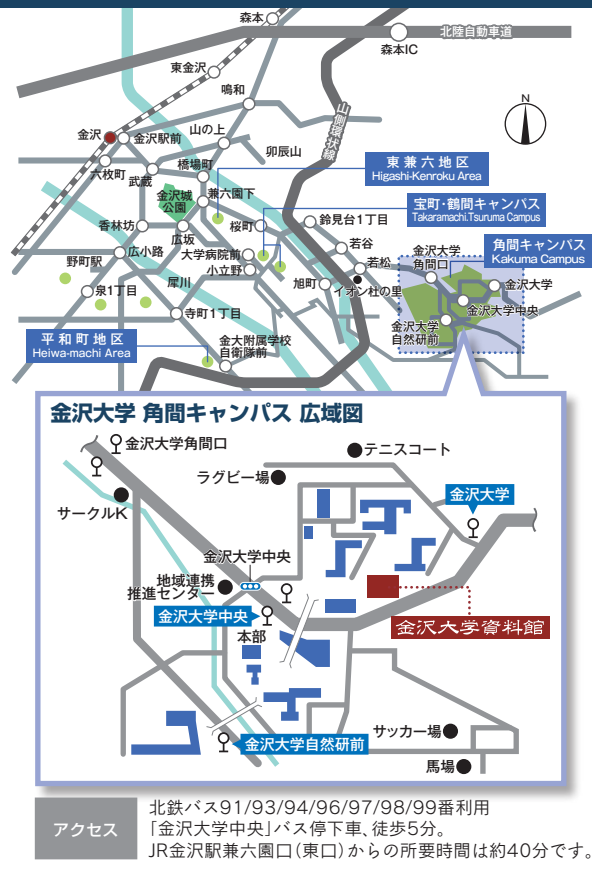 森本
北陸自動車道
森本IC
東金沢
鳴和
山側環状線
N
金沢
金沢駅前
山の上
卯辰山
橋場町
六枚町
武蔵
東兼六地区
Higashi-Kenroku Area
金沢城
公園
兼六園下
宝町・鶴間キャンパス
Takaramachi.Tsuruma Campus
香林坊
広坂
桜町
鈴見台1丁目
角間キャンパス
Kakuma Campus
野町駅
広小路
大学病院前
小立野
若谷
若松
金沢大学
角間口
金沢大学
泉1丁目
犀川
旭町
イオン杜の里
金沢大学中央
寺町1丁目
金沢大学
自然研前
平和町地区
Heiwa-machi Area
金大附属学校
自衛隊前
金沢大学 角間キャンパス 広域図
金沢大学角間口
テニスコート
ラグビー場
サークルK
金沢大学
金沢大学中央
地域連携
推進センター
金沢大学中央
本部
金沢大学資料館
サッカー場
金沢大学自然研前
馬場
アクセス
北鉄バス91/93/94/96/97/98/99番利用
「金沢大学中央」バス停下車、徒歩5分。
JR金沢駅兼六園口(東口)からの所要時間は約40分です。